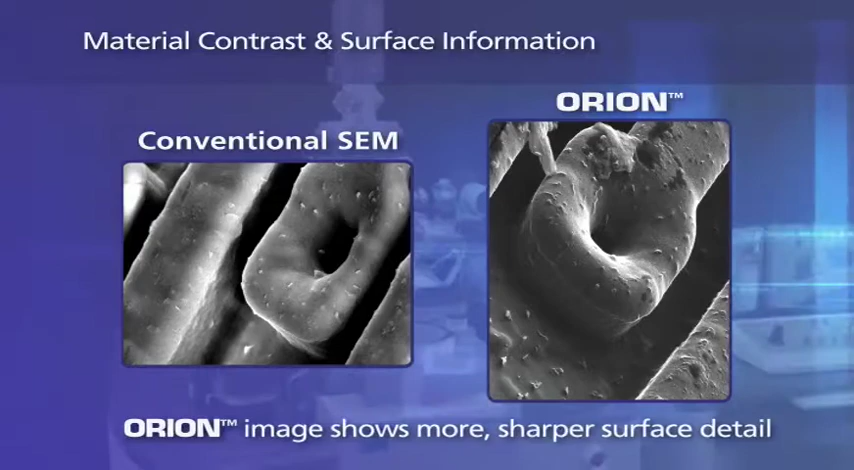 Material Contrast & Surface Information
ORION™
Conventional SEM
ORION™ image shows more, sharper surface detail